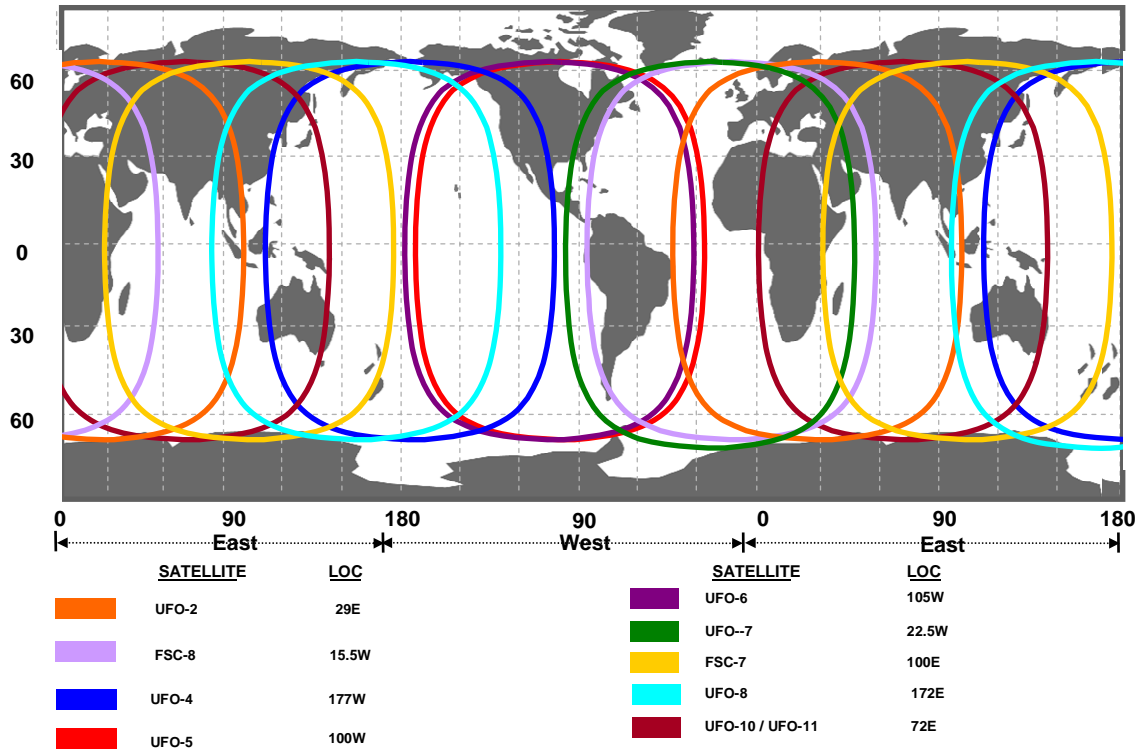 60
30
0
30
60
0 90 180 90 0 90 180
East West East
SATELLITE LOC
UFO-2 29E
FSC-8 15.5W
UFO-4 177W
UFO-5 100W
SATELLITE LOC
UFO-6 105W
UFO--7 22.5W
FSC-7 100E
UFO-8 172E
UFO-10 / UFO-11 72E